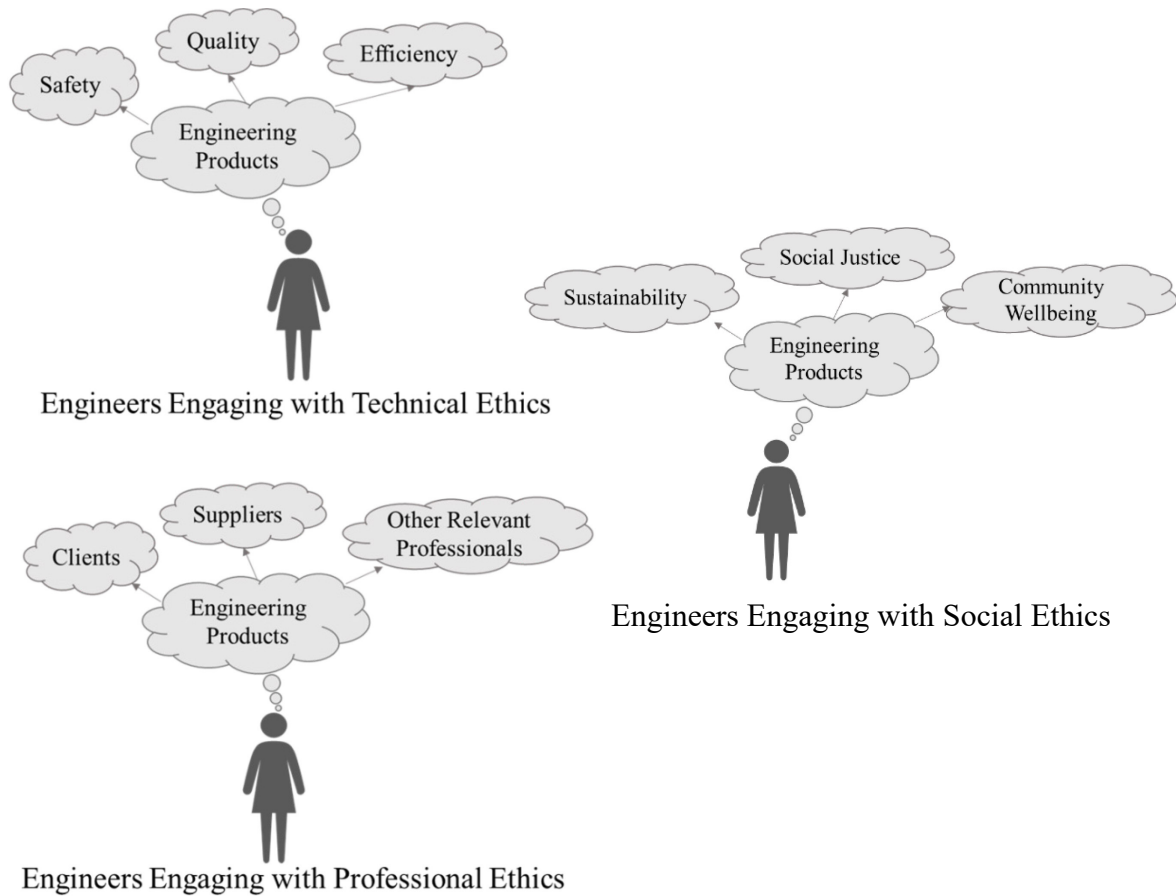 Quality
Efficiency
Safety
Engineering
Products
Engineers Engaging with Technical Ethics
Social Justice
Sustainability
Community
Wellbeing
Engineering
Products
Engineers Engaging with Social Ethics
Suppliers
Other Relevant
Professionals
Clients
Engineering
Products
Engineers Engaging with Professional Ethics